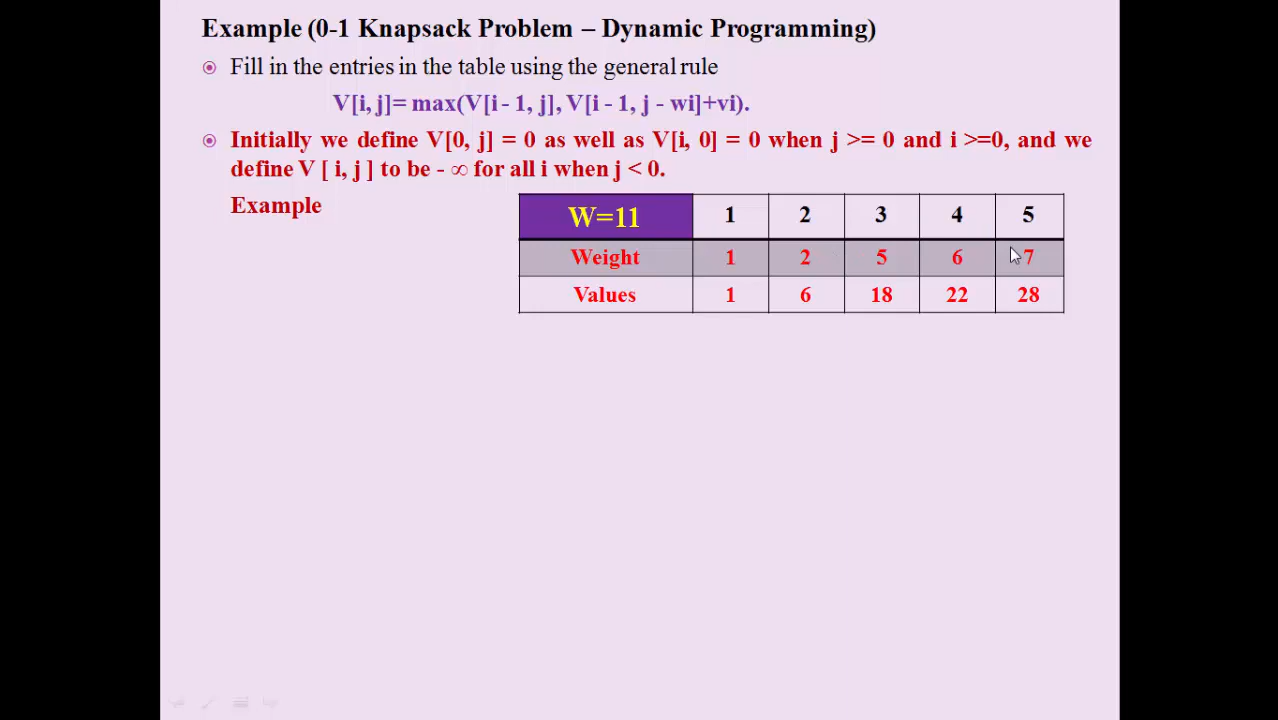 Example (0-1 Knapsack Problem – Dynamic Programming)
Fill in the entries in the table using the general rule
V[i, j]= max(V[i - 1, j], V[i - 1, j - wi]+vi).
Initially we define V[0, j] = 0 as well as V[i, 0] = 0 when j >= 0 and i >=0, and we
define V [ i, j ] to be - ∞ for all i when j < 0.
Example
W=11 1 2 3 4 5
Weight 1 2 5 6 7
Values 1 6 18 22 28